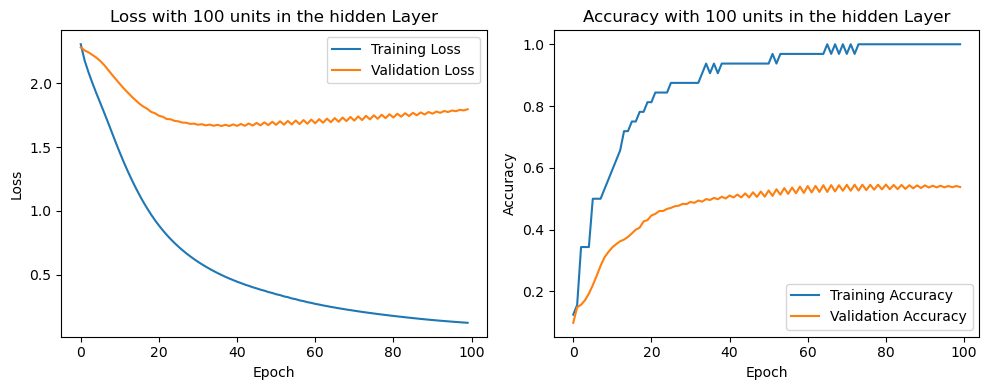 Loss with 100 units in the hidden Layer
Training Loss
Validation Loss
2.0
1.5
1.0
0.5
Loss
0
20
40
60
80
100
Epoch
Accuracy with 100 units in the hidden Layer
1.0
0.8
0.6
0.4
0.2
Accuracy
Training Accuracy
Validation Accuracy
0
20
40
60
80
100
Epoch